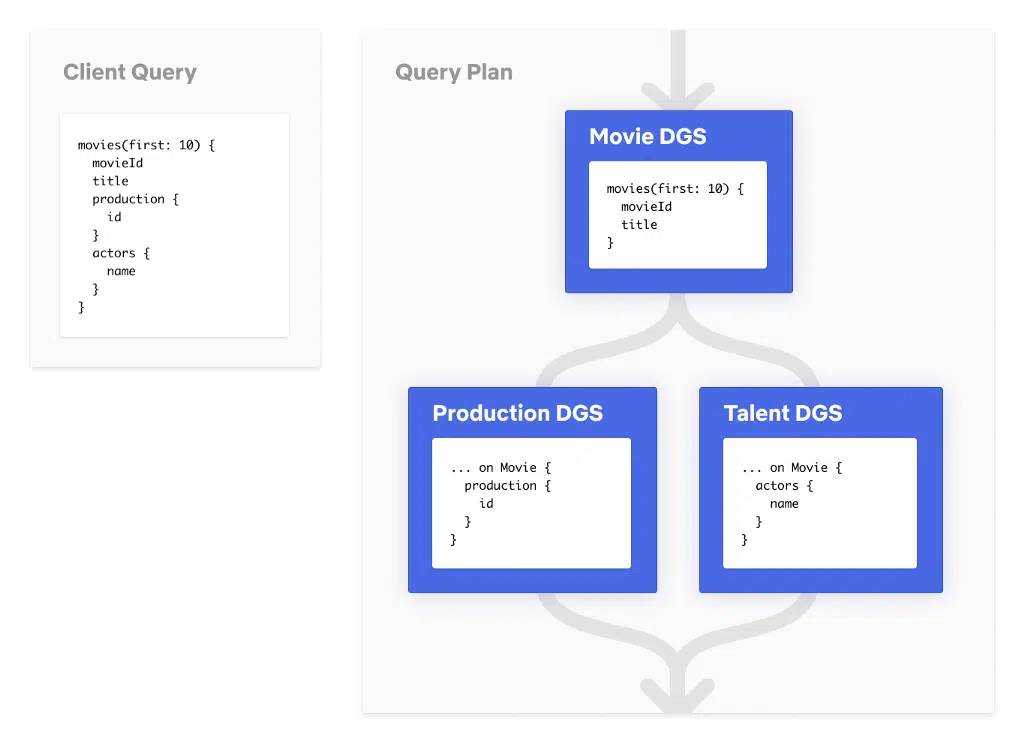 Client Query
movies(first: 10) {
  movieId
  title
  production {
    id
  }
  actors {
    name
  }
}
Query Plan
Movie DGS
movies(first: 10) {
  movieId
  title
}
Production DGS
... on Movie {
  production {
    id
  }
}
Talent DGS
... on Movie {
  actors {
    name
  }
}